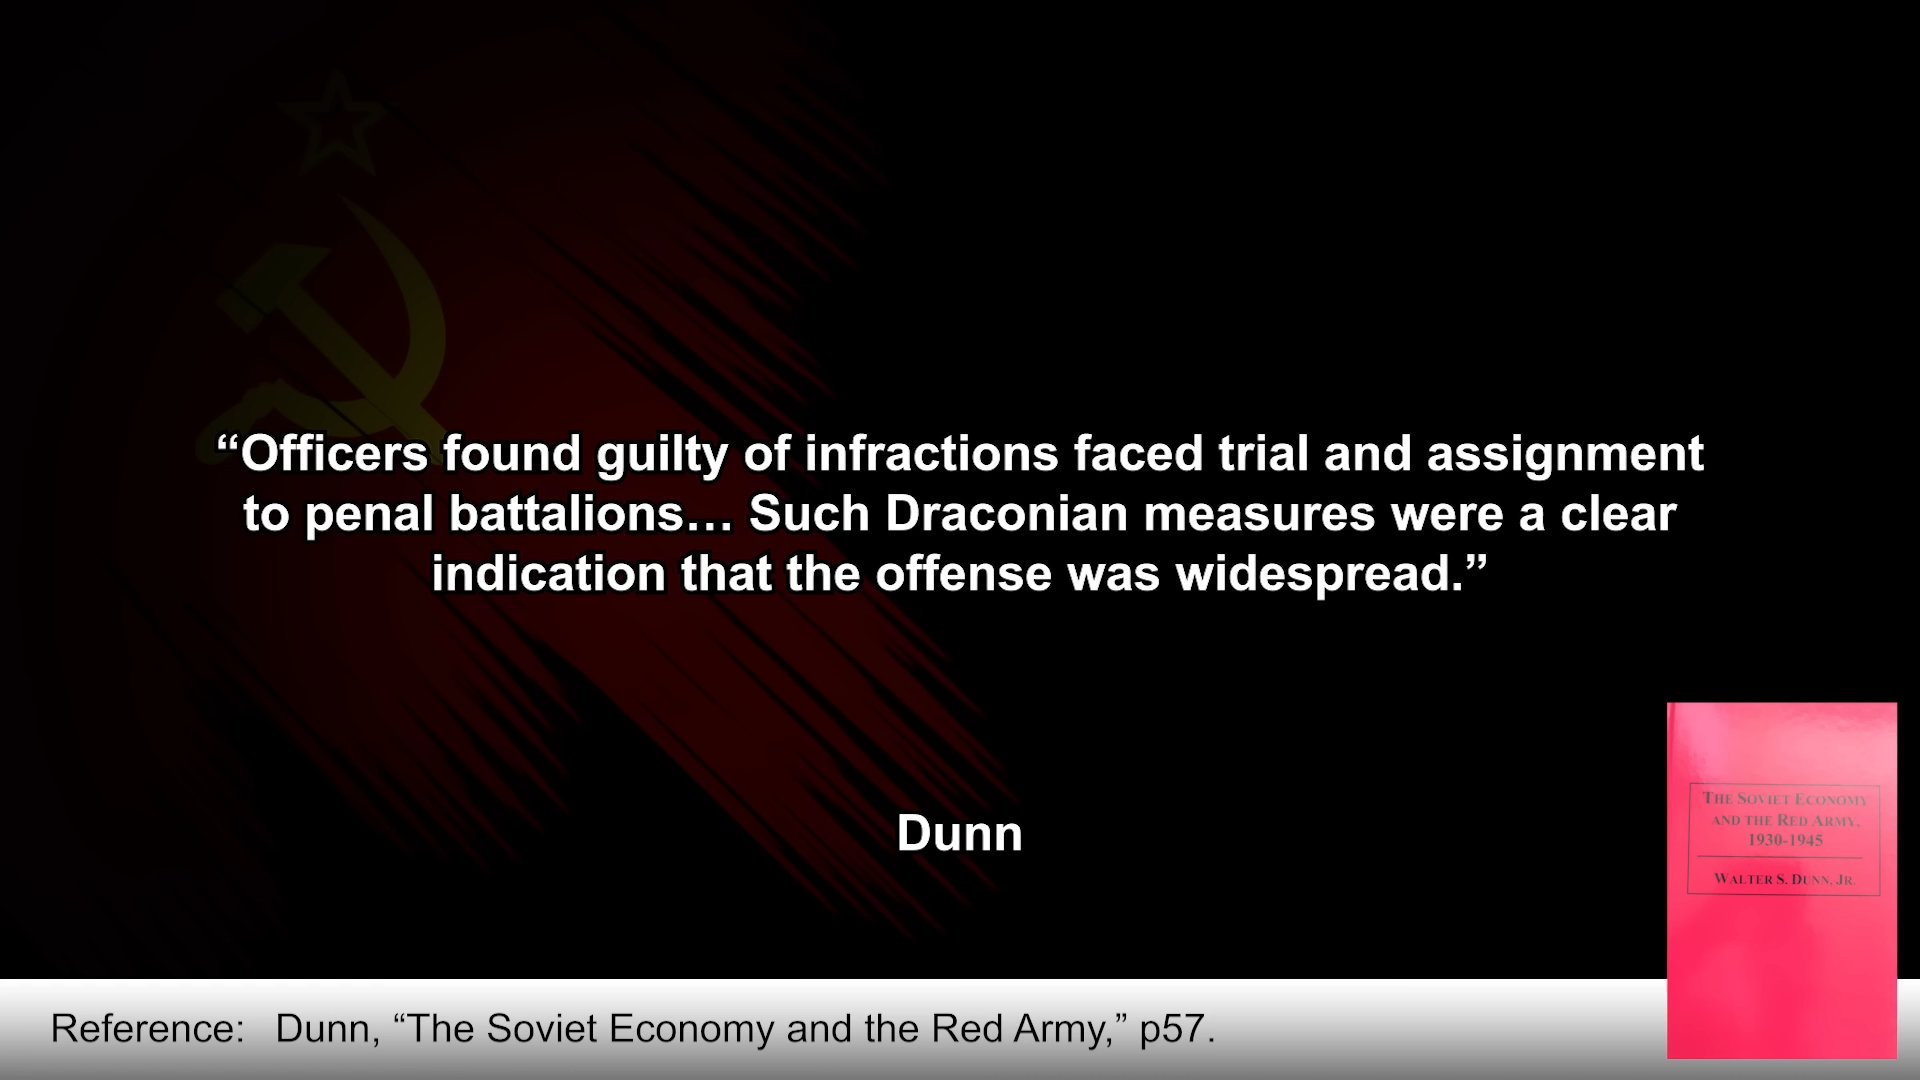 “Officers found guilty of infractions faced trial and assignment
to penal battalions… Such Draconian measures were a clear
indication that the offense was widespread.”
Dunn
THE SOVIET ECONOMY
AND THE RED ARMY,
1930-1945
WALTER S. DUNN, JR.
Reference: Dunn, “The Soviet Economy and the Red Army,” p57.